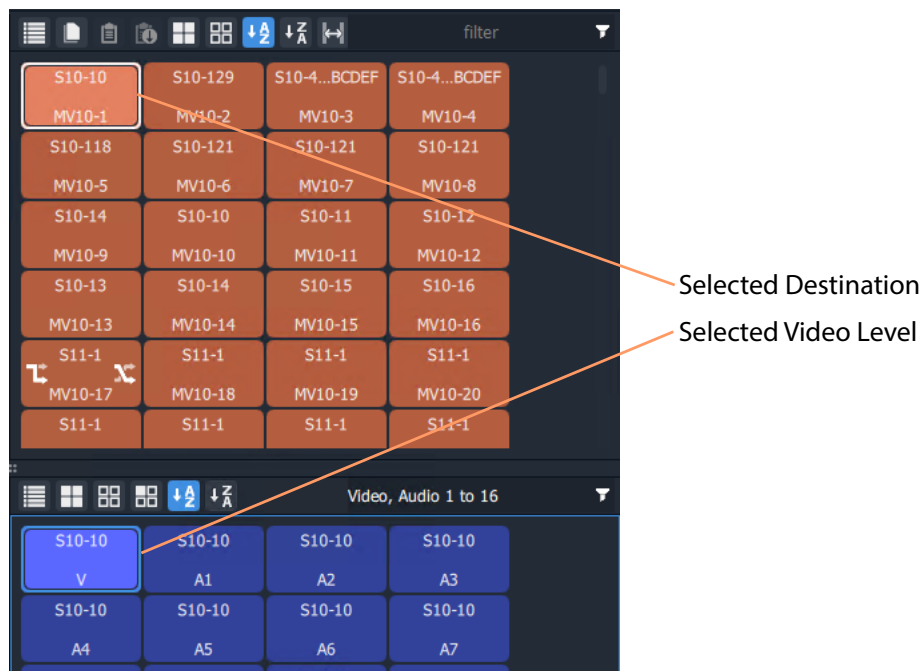 filter
S10-10 S10-129 S10-4...BCDEF S10-4...BCDEF
MV10-1 MV10-2 MV10-3 MV10-4
S10-118 S10-121 S10-121 S10-121
MV10-5 MV10-6 MV10-7 MV10-8
S10-14 S10-10 S10-11 S10-12
MV10-9 MV10-10 MV10-11 MV10-12
S10-13 S10-14 S10-15 S10-16
MV10-13 MV10-14 MV10-15 MV10-16
S11-1 S11-1 S11-1 S11-1
MV10-17 MV10-18 MV10-19 MV10-20
S11-1 S11-1 S11-1 S11-1
Selected Destination
Selected Video Level
Video, Audio 1 to 16
S10-10 S10-10 S10-10 S10-10
V A1 A2 A3
S10-10 S10-10 S10-10 S10-10
A4 A5 A6 A7